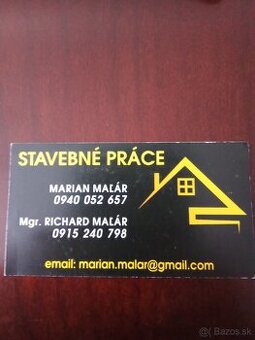 STAVEBNÉ PRÁCE
MARIAN MALÁR
0940 052 657
Mgr. RICHARD MALÁR
0915 240 798
email: marian.malar@gmail.com
© Bazos.sk